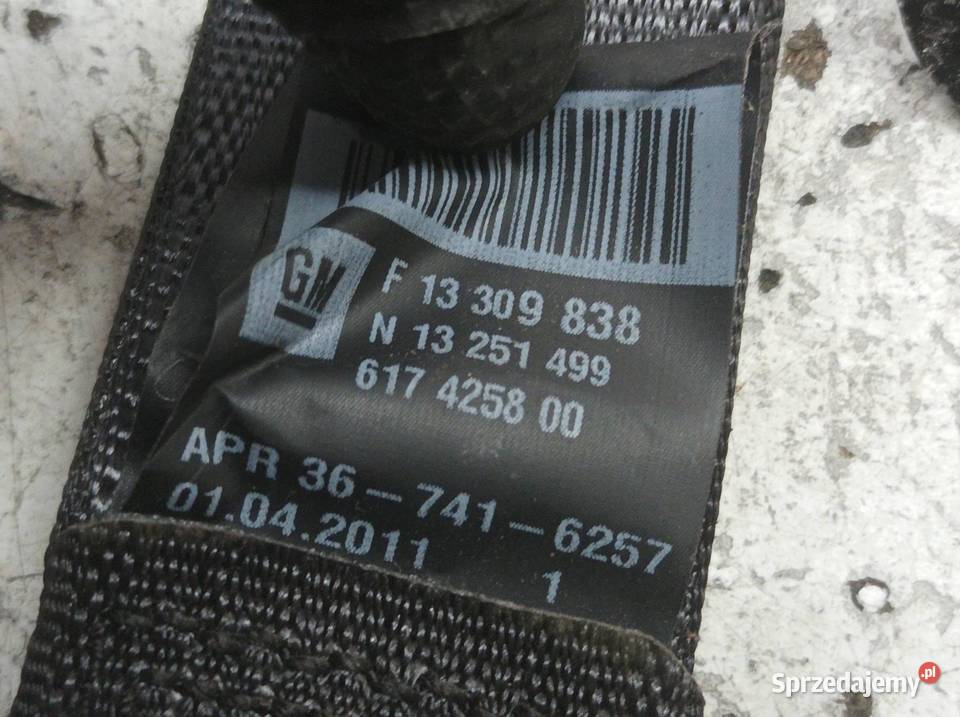 GM
F 13 309 838
N 13 251 499
617 4258 00
APR 36-741-6257
01.04.2011 1
Sprzedajemy.pl